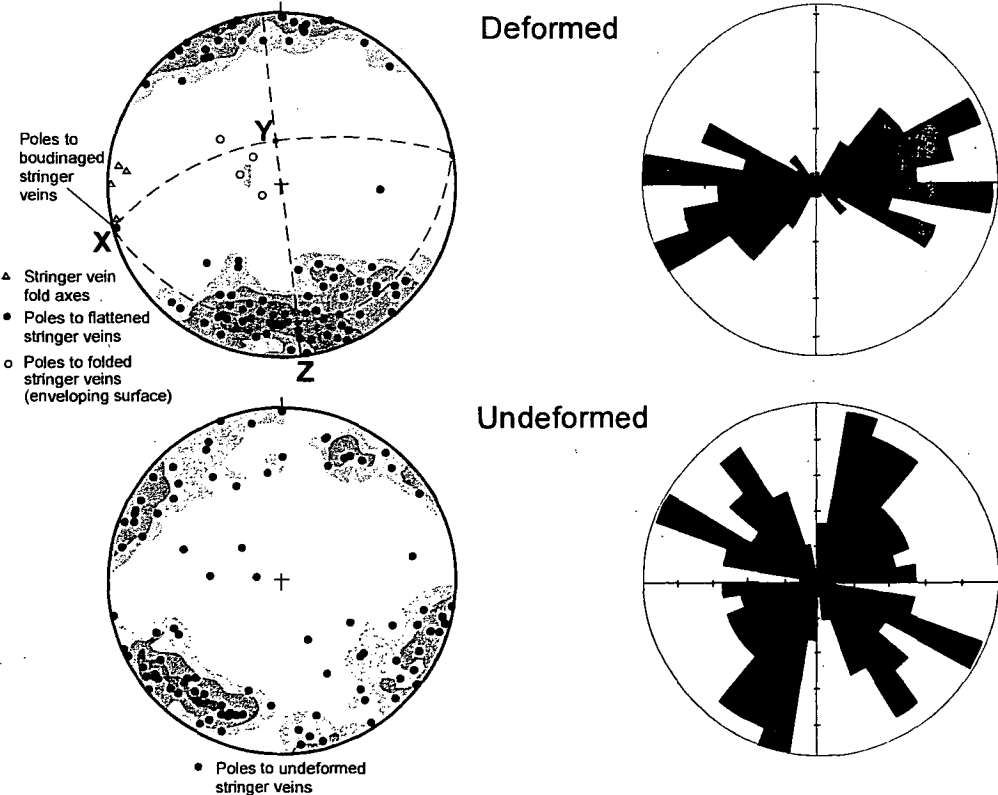 Deformed
Poles to
boudinaged
stringer
veins
Y
X
Z
Stringer vein
fold axes
Poles to flattened
stringer veins
Poles to folded
stringer veins
(enveloping surface)
Undeformed
Poles to undeformed
stringer veins